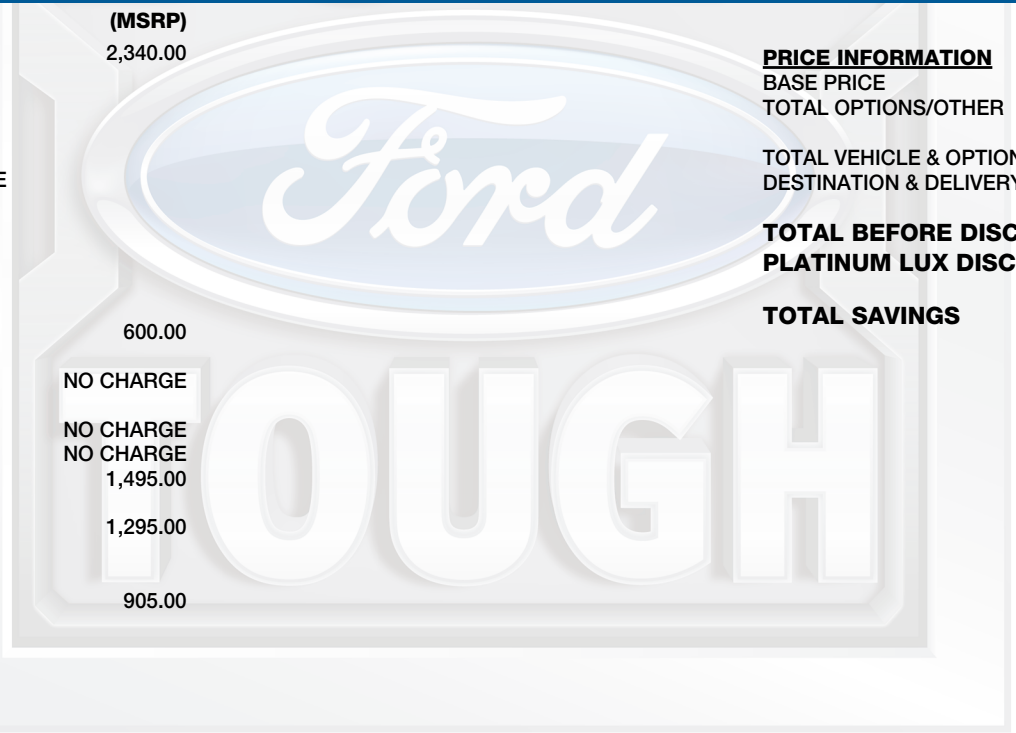 (MSRP)
2,340.00
E
600.00
NO CHARGE
NO CHARGE
NO CHARGE
1,495.00
1,295.00
905.00
Ford
TOUGH
PRICE INFORMATION
BASE PRICE
TOTAL OPTIONS/OTHER
TOTAL VEHICLE & OPTION
DESTINATION & DELIVERY
TOTAL BEFORE DISC
PLATINUM LUX DISC
TOTAL SAVINGS